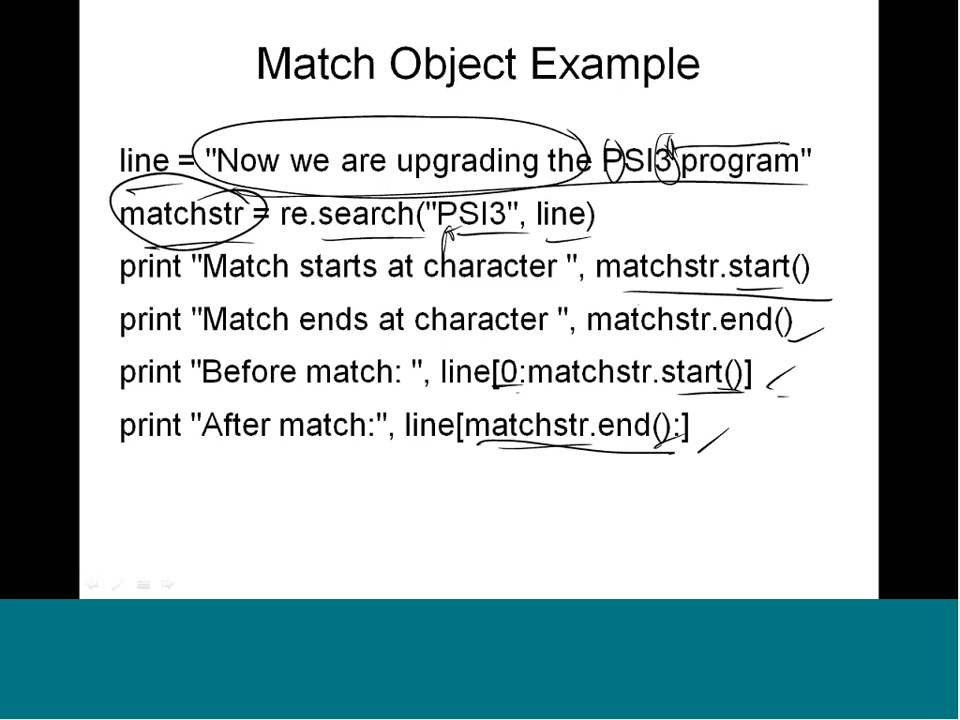 Match Object Example
line = "Now we are upgrading the PSI3 program"
matchstr = re.search("PSI3", line)
print "Match starts at character ", matchstr.start()
print "Match ends at character ", matchstr.end()
print "Before match: ", line[0:matchstr.start()]
print "After match:", line[matchstr.end():]